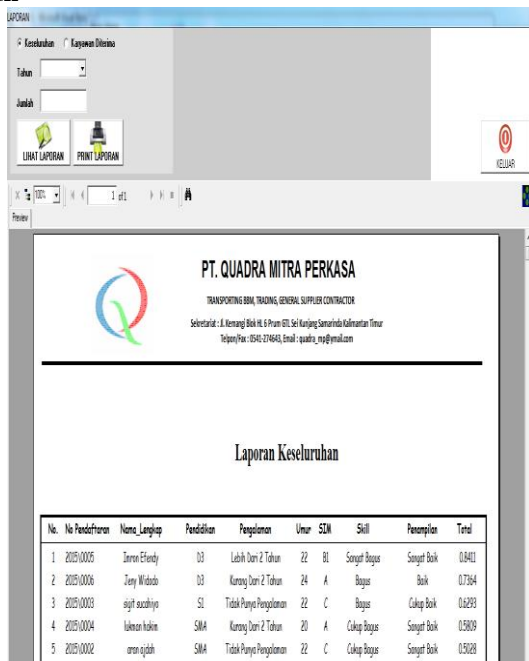 LAPORAN
Keseluruhan Karyawan Diterima
Tahun
Jumlah
LIHAT LAPORAN PRINT LAPORAN
KELUAR
100% 1 of 1
Preview
PT. QUADRA MITRA PERKASA
TRANSPORTING BBM, TRADING, GENERAL SUPPLIER CONTRACTOR
Sekretariat : Jl. Kemangi Blok HL 6 Prum GTL Sei Kunjang Samarinda Kalimantan Timur
Telpon/Fax : 0541-274643, Email : quadra_mp@ymail.com
Laporan Keseluruhan
No. No Pendaftaran Nama_Lengkap Pendidikan Pengalaman Umur SIM Skill Penampilan Total
1 2015\0005 Imron Efendy D3 Lebih Dari 2 Tahun 22 B1 Sangat Bagus Sangat Baik 0.8411
2 2015\0006 Jeny Widodo D3 Kurang Dari 2 Tahun 24 A Bagus Baik 0.7364
3 2015\0003 sigit sucahiyo S1 Tidak Punya Pengalaman 22 C Bagus Cukup Baik 0.6293
4 2015\0004 lukman hakim SMA Kurang Dari 2 Tahun 20 A Cukup Bagus Sangat Baik 0.5809
5 2015\0002 aran ajdah SMA Tidak Punya Pengalaman 22 C Cukup Bagus Sangat Baik 0.5028